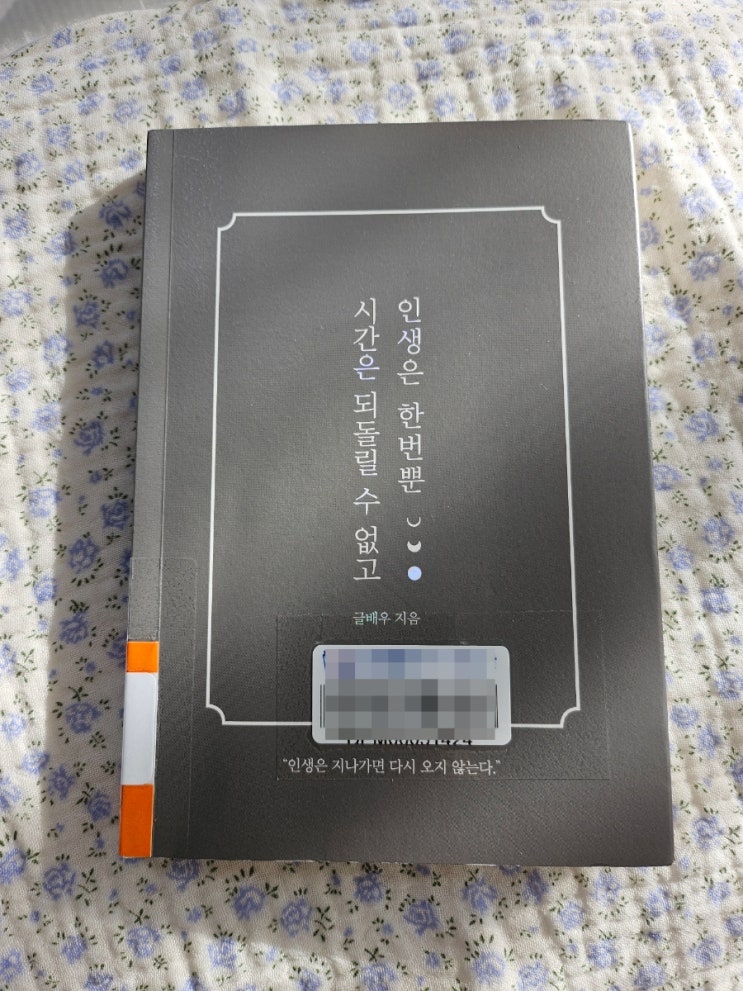 인생은 한번뿐
시간은 되돌릴 수 없고
글배우 지음
"인생은 지나가면 다시 오지 않는다."